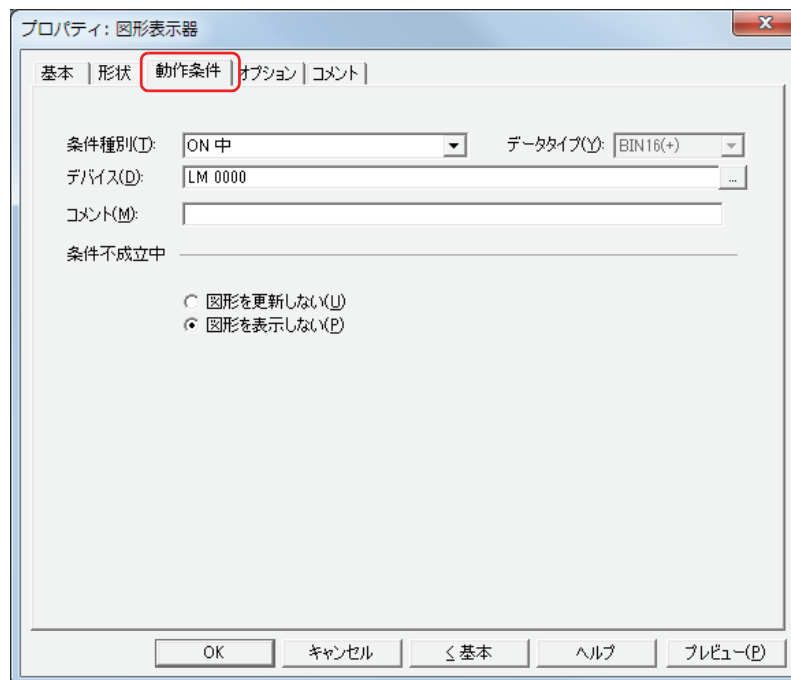 プロパティ: 図形表示器
基本 形状 動作条件 オプション コメント
条件種別(T): ON 中 データタイプ(Y): BIN16(+)
デバイス(D): LM 0000 ...
コメント(M):
条件不成立中
図形を更新しない(U)
図形を表示しない(P)
OK キャンセル < 基本 ヘルプ プレビュー(P)